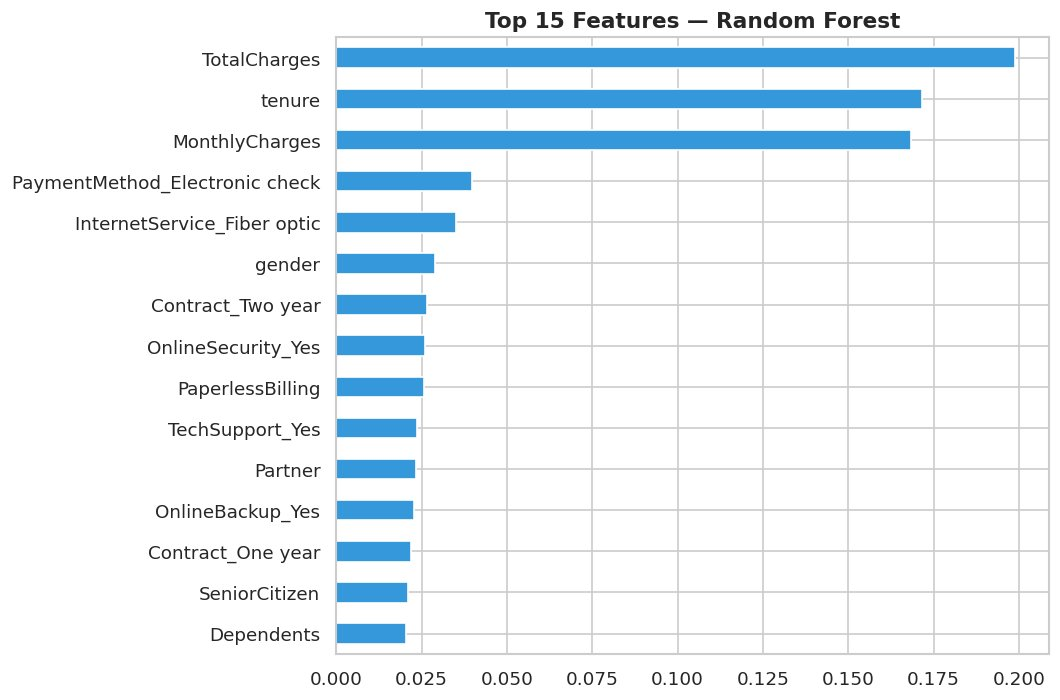 Top 15 Features — Random Forest
TotalCharges
tenure
MonthlyCharges
PaymentMethod_Electronic check
InternetService_Fiber optic
gender
Contract_Two year
OnlineSecurity_Yes
PaperlessBilling
TechSupport_Yes
Partner
OnlineBackup_Yes
Contract_One year
SeniorCitizen
Dependents
0.000 0.025 0.050 0.075 0.100 0.125 0.150 0.175 0.200